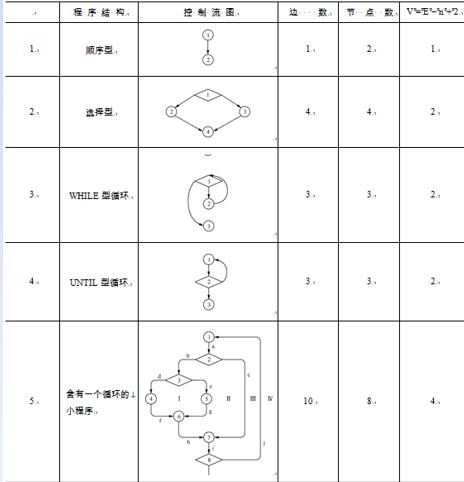 程序结构 控制流图 边 数 节 点 数 V=E-n+2
1
1. 顺序型 1. 2. 1.
2
1
2. 选择型 2 3 4. 4. 2.
4
1
3. WHILE 型循环 2 3. 3. 2.
3
1
4. UNTIL 型循环 2 3. 3. 2.
3
1
a
b 2
d 3 c
e
5. 含有一个循环的 4 I 5 II III IV 10. 8. 4.
小程序 f g
6
h 7 j
i
8